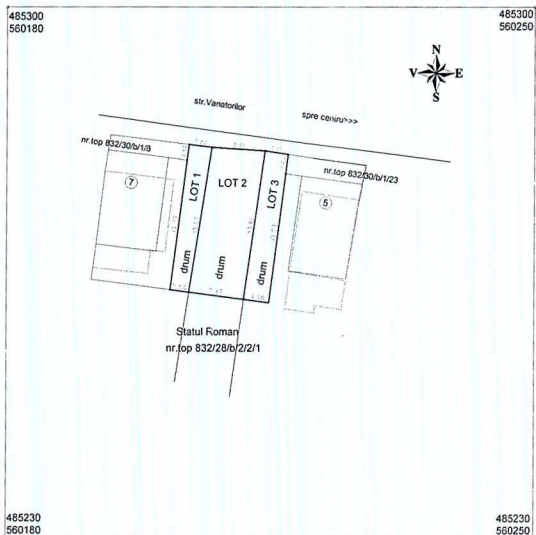 485300
560180
485300
560250
N
V
E
S
str.Vanatorilor
spre centru>>>
nr.top 832/30/b/1/8
nr.top 832/30/b/1/23
7
5
LOT 1
LOT 2
LOT 3
drum
drum
drum
Statul Roman
nr.top 832/28/b/2/2/1
485230
560180
485230
560250